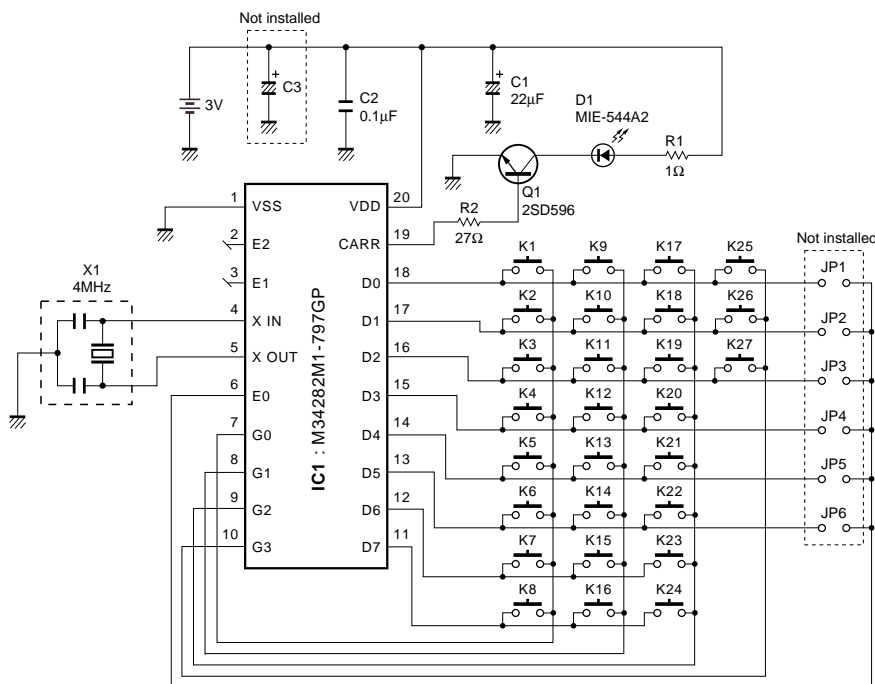 Not installed
C3
3V
C2
0.1µF
C1
22µF
D1
MIE-544A2
R1
1Ω
Q1
2SD596
R2
27Ω
1 VSS VDD 20
2 E2 CARR 19
3 E1 D0 18
4 X IN D1 17
5 X OUT D2 16
6 E0 D3 15
7 G0 D4 14
8 G1 D5 13
9 G2 D6 12
10 G3 D7 11
IC1 : M34282M1-797GP
X1
4MHz
K1 K9 K17 K25
K2 K10 K18 K26
K3 K11 K19 K27
K4 K12 K20
K5 K13 K21
K6 K14 K22
K7 K15 K23
K8 K16 K24
Not installed
JP1
JP2
JP3
JP4
JP5
JP6